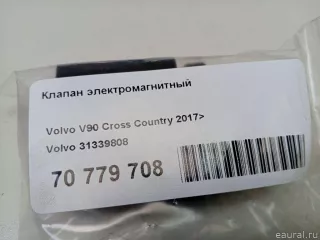 Клапан электромагнитный
Volvo V90 Cross Country 2017>
Volvo 31339808
70 779 708
eaural.ru